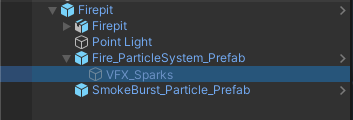 Firepit
Firepit
Point Light
Fire_ParticleSystem_Prefab
VFX_Sparks
SmokeBurst_Particle_Prefab